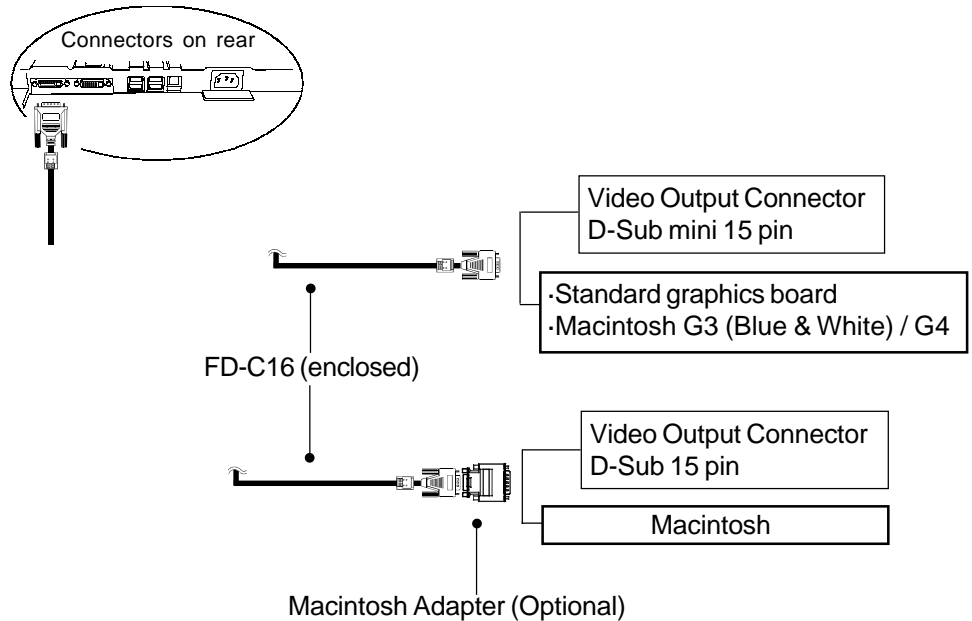 Connectors on rear
Video Output Connector
D-Sub mini 15 pin
·Standard graphics board
·Macintosh G3 (Blue & White) / G4
FD-C16 (enclosed)
Video Output Connector
D-Sub 15 pin
Macintosh
Macintosh Adapter (Optional)